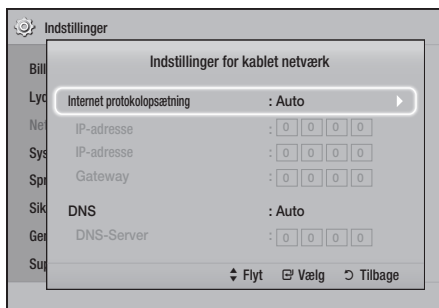 Indstillinger
Indstillinger for kablet netværk
Internet protokolopsætning : Auto
IP-adresse : 0 0 0 0
IP-adresse : 0 0 0 0
Gateway : 0 0 0 0
DNS : Auto
DNS-Server : 0 0 0 0
Flyt Vælg Tilbage
Bill
Lyd
Net
Sys
Spr
Sik
Gen
Sup